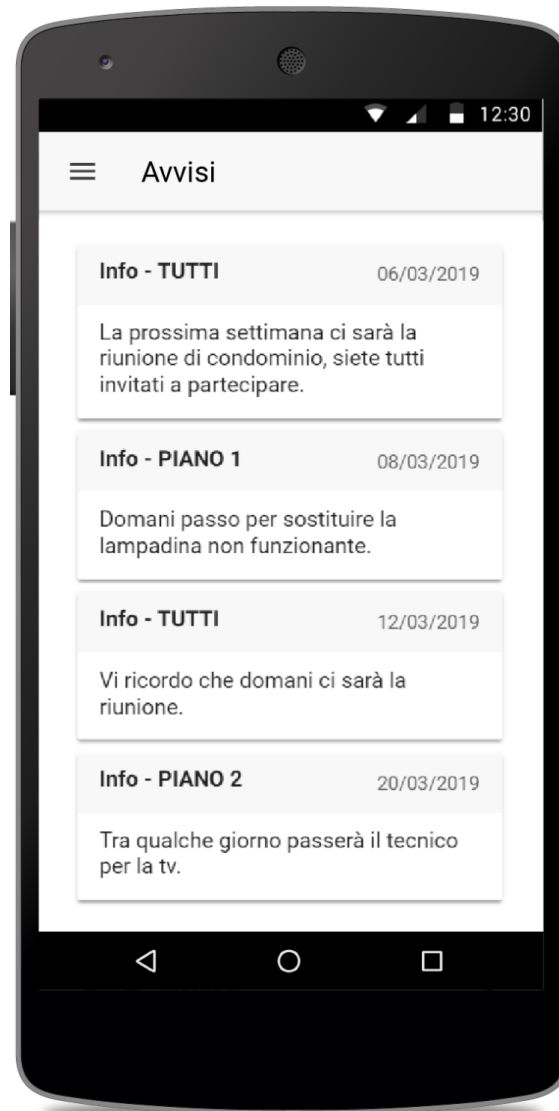 12:30
Avvisi
Info - TUTTI 06/03/2019
La prossima settimana ci sarà la
riunione di condominio, siete tutti
invitati a partecipare.
Info - PIANO 1 08/03/2019
Domani passo per sostituire la
lampadina non funzionante.
Info - TUTTI 12/03/2019
Vi ricordo che domani ci sarà la
riunione.
Info - PIANO 2 20/03/2019
Tra qualche giorno passerà il tecnico
per la tv.